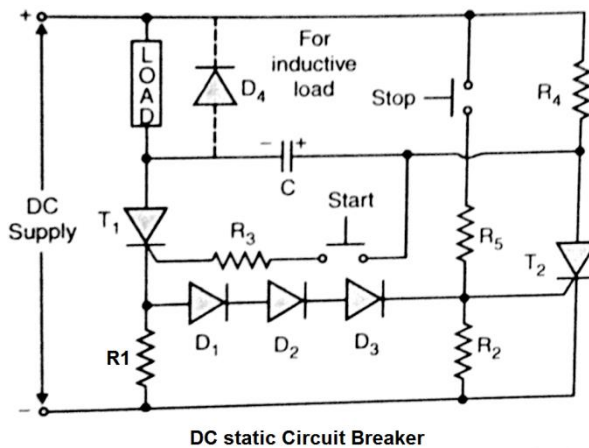 +
LOAD
D4
For
inductive
load
Stop
R4
- +
C
DC
Supply
T1
R3
Start
R5
T2
D1
D2
D3
R1
R2
-
DC static Circuit Breaker